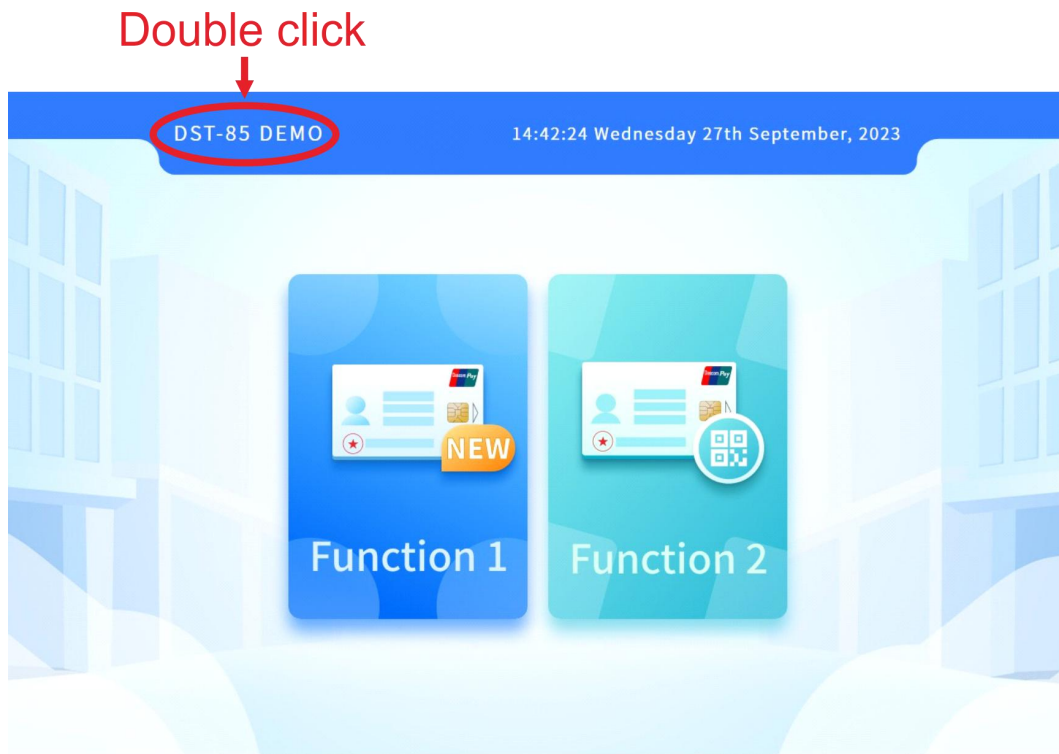 Double click
DST-85 DEMO
14:42:24 Wednesday 27th September, 2023
NEW
Function 1
Function 2